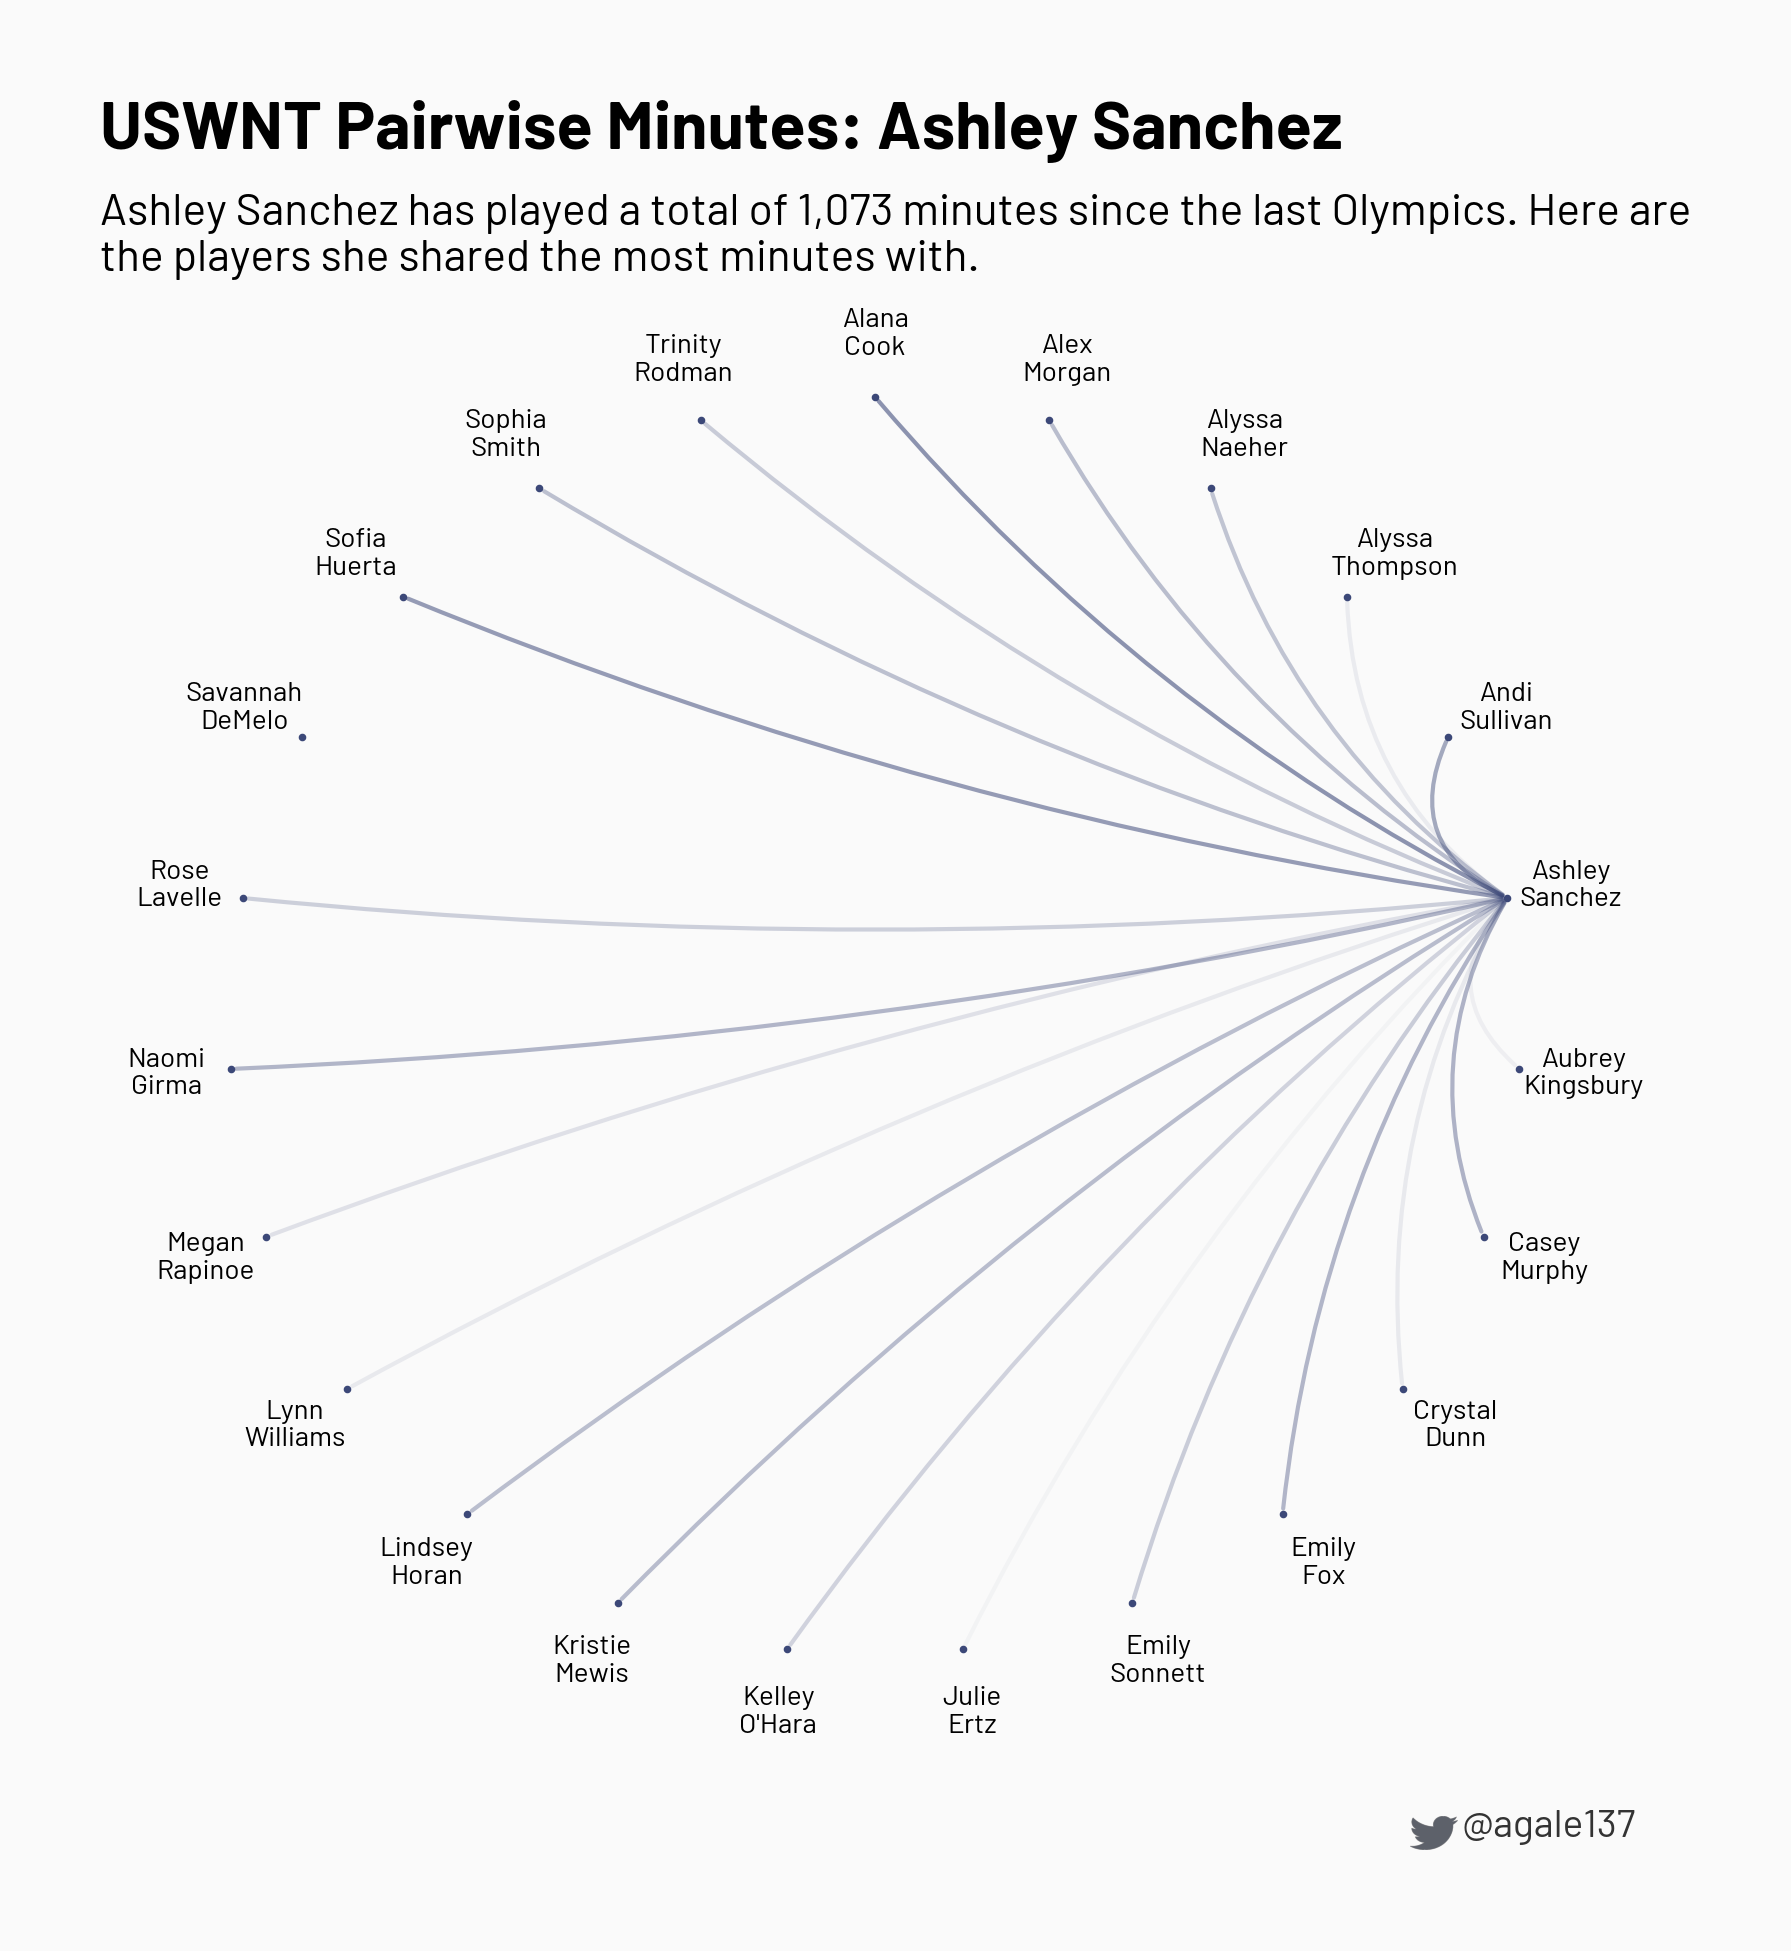 USWNT Pairwise Minutes: Ashley Sanchez
Ashley Sanchez has played a total of 1,073 minutes since the last Olympics. Here are
the players she shared the most minutes with.
Alana
Cook
Alex
Morgan
Alyssa
Naeher
Alyssa
Thompson
Andi
Sullivan
Ashley
Sanchez
Aubrey
Kingsbury
Casey
Murphy
Crystal
Dunn
Emily
Fox
Emily
Sonnett
Julie
Ertz
Kelley
O'Hara
Kristie
Mewis
Lindsey
Horan
Lynn
Williams
Megan
Rapinoe
Naomi
Girma
Rose
Lavelle
Savannah
DeMelo
Sofia
Huerta
Sophia
Smith
Trinity
Rodman
@agale137